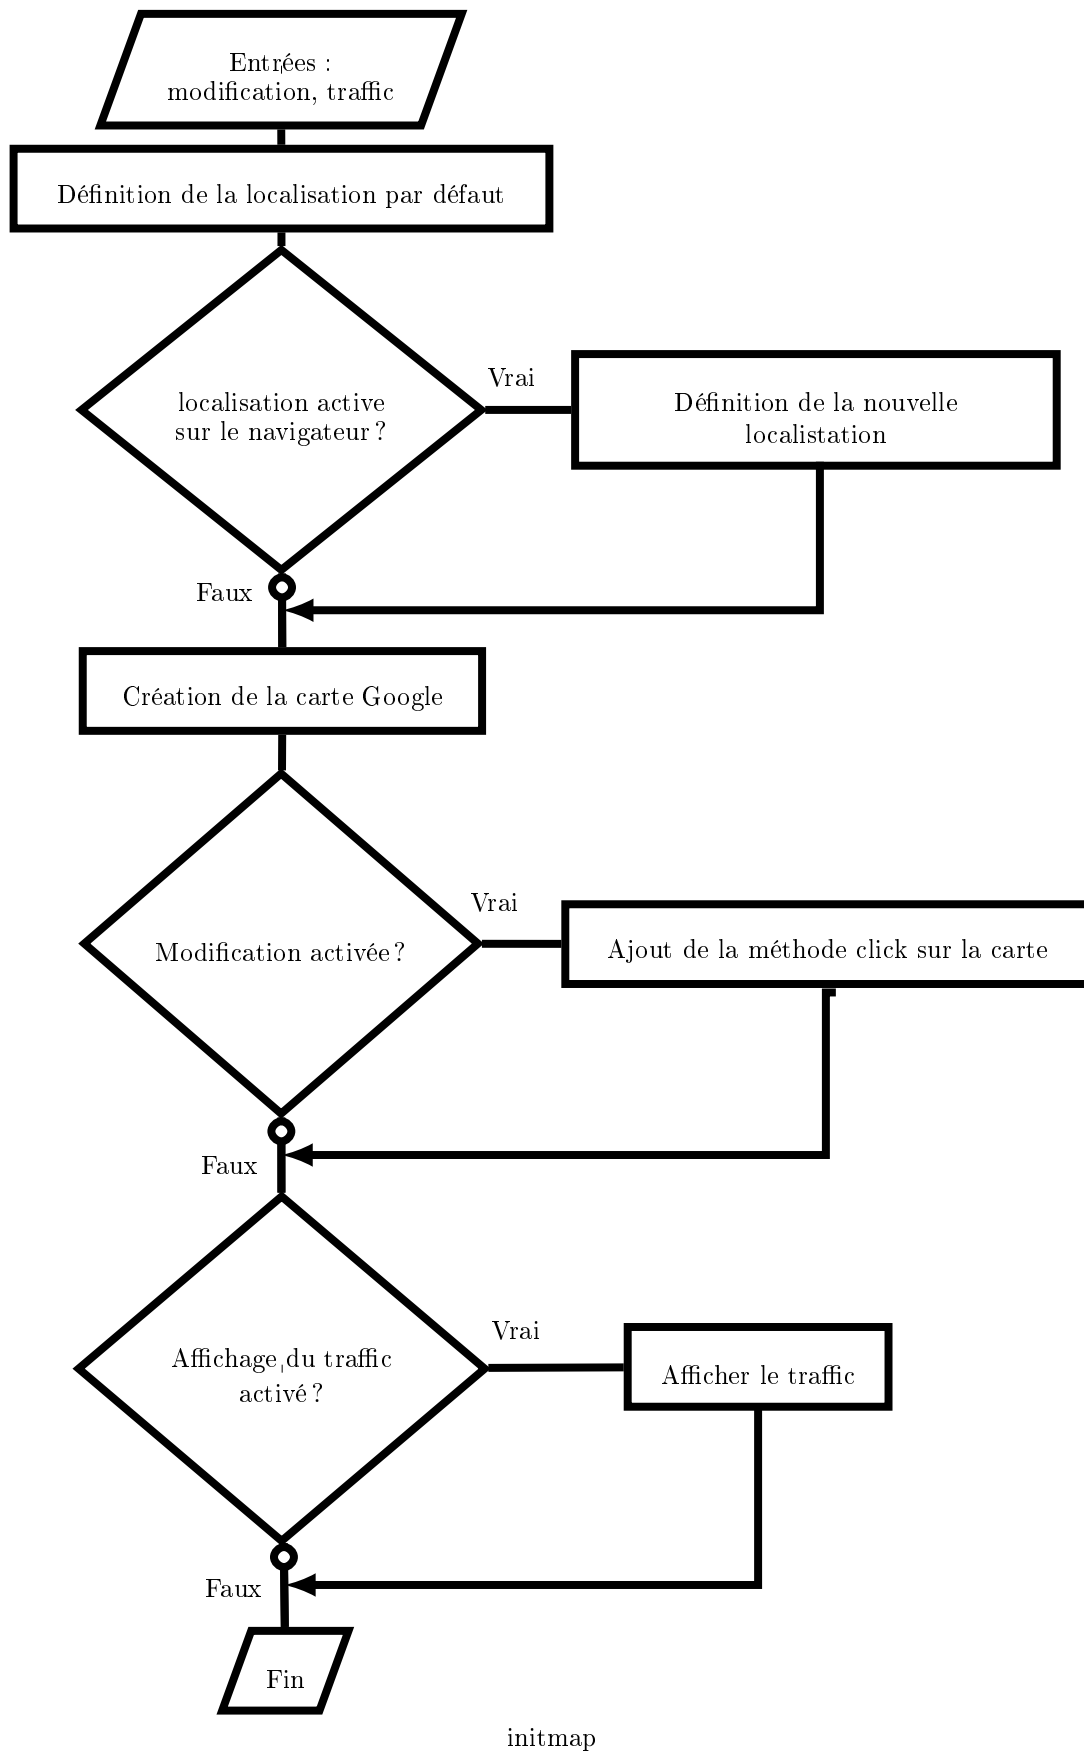 Entrées :
modification, traffic
Définition de la localisation par défaut
localisation active
sur le navigateur ?
Vrai
Définition de la nouvelle
localistation
Faux
Création de la carte Google
Modification activée ?
Vrai
Ajout de la méthode click sur la carte
Faux
Affichage du traffic
activé ?
Vrai
Afficher le traffic
Faux
Fin
initmap